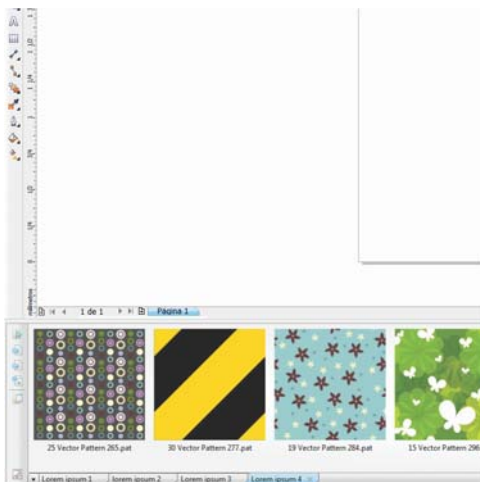 1 de 1
Página 1
25 Vector Pattern 265.pat
30 Vector Pattern 277.pat
19 Vector Pattern 284.pat
15 Vector Pattern 296
Lorem ipsum 1
lorem ipsum 2
Lorem ipsum 3
Lorem ipsum 4